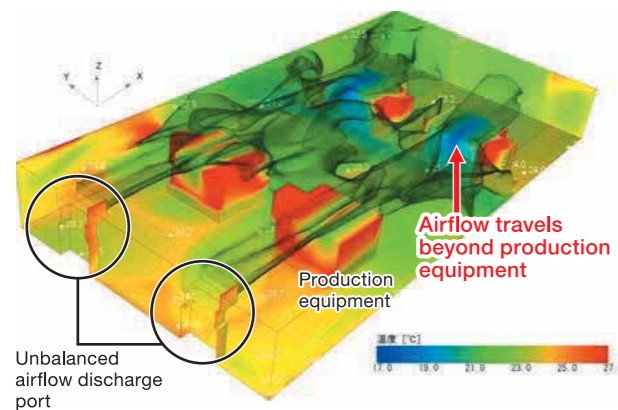 Z
Y
X
Airflow travels
beyond production
equipment
Production
equipment
Unbalanced
airflow discharge
port
温度 [℃]
17.0 19.0 21.0 23.0 25.0 27